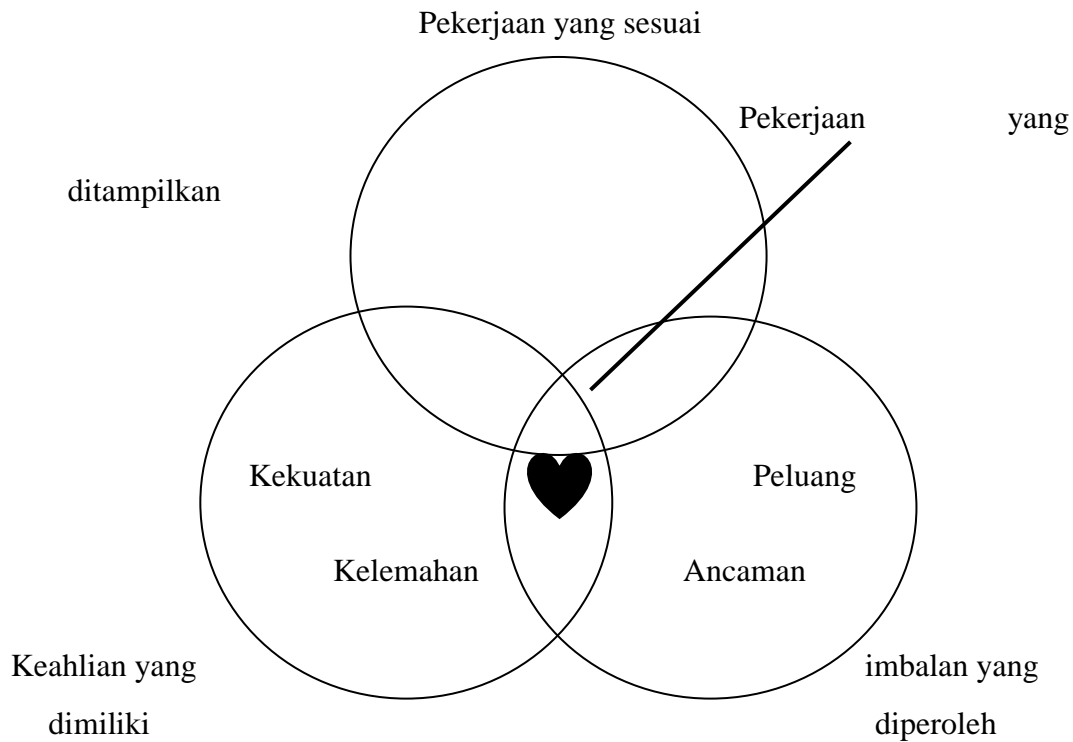 Pekerjaan yang sesuai
Pekerjaan yang
ditampilkan
Kekuatan Peluang
Kelemahan Ancaman
Keahlian yang imbalan yang
dimiliki diperoleh